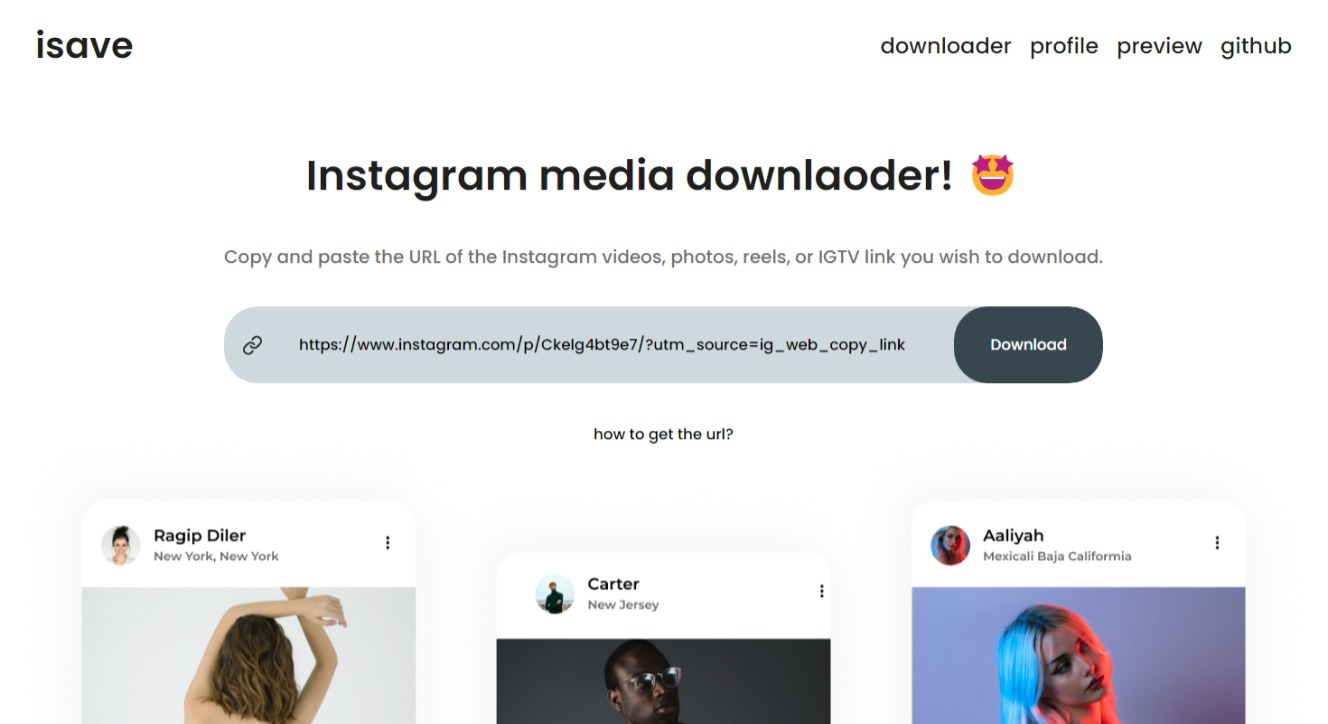 isave
downloader profile preview github
Instagram media downlaoder! 🤩
Copy and paste the URL of the Instagram videos, photos, reels, or IGTV link you wish to download.
https://www.instagram.com/p/Ckelg4bt9e7/?utm_source=ig_web_copy_link
Download
how to get the url?
Ragip Diler
New York, New York
Carter
New Jersey
Aaliyah
Mexicali Baja Califormia